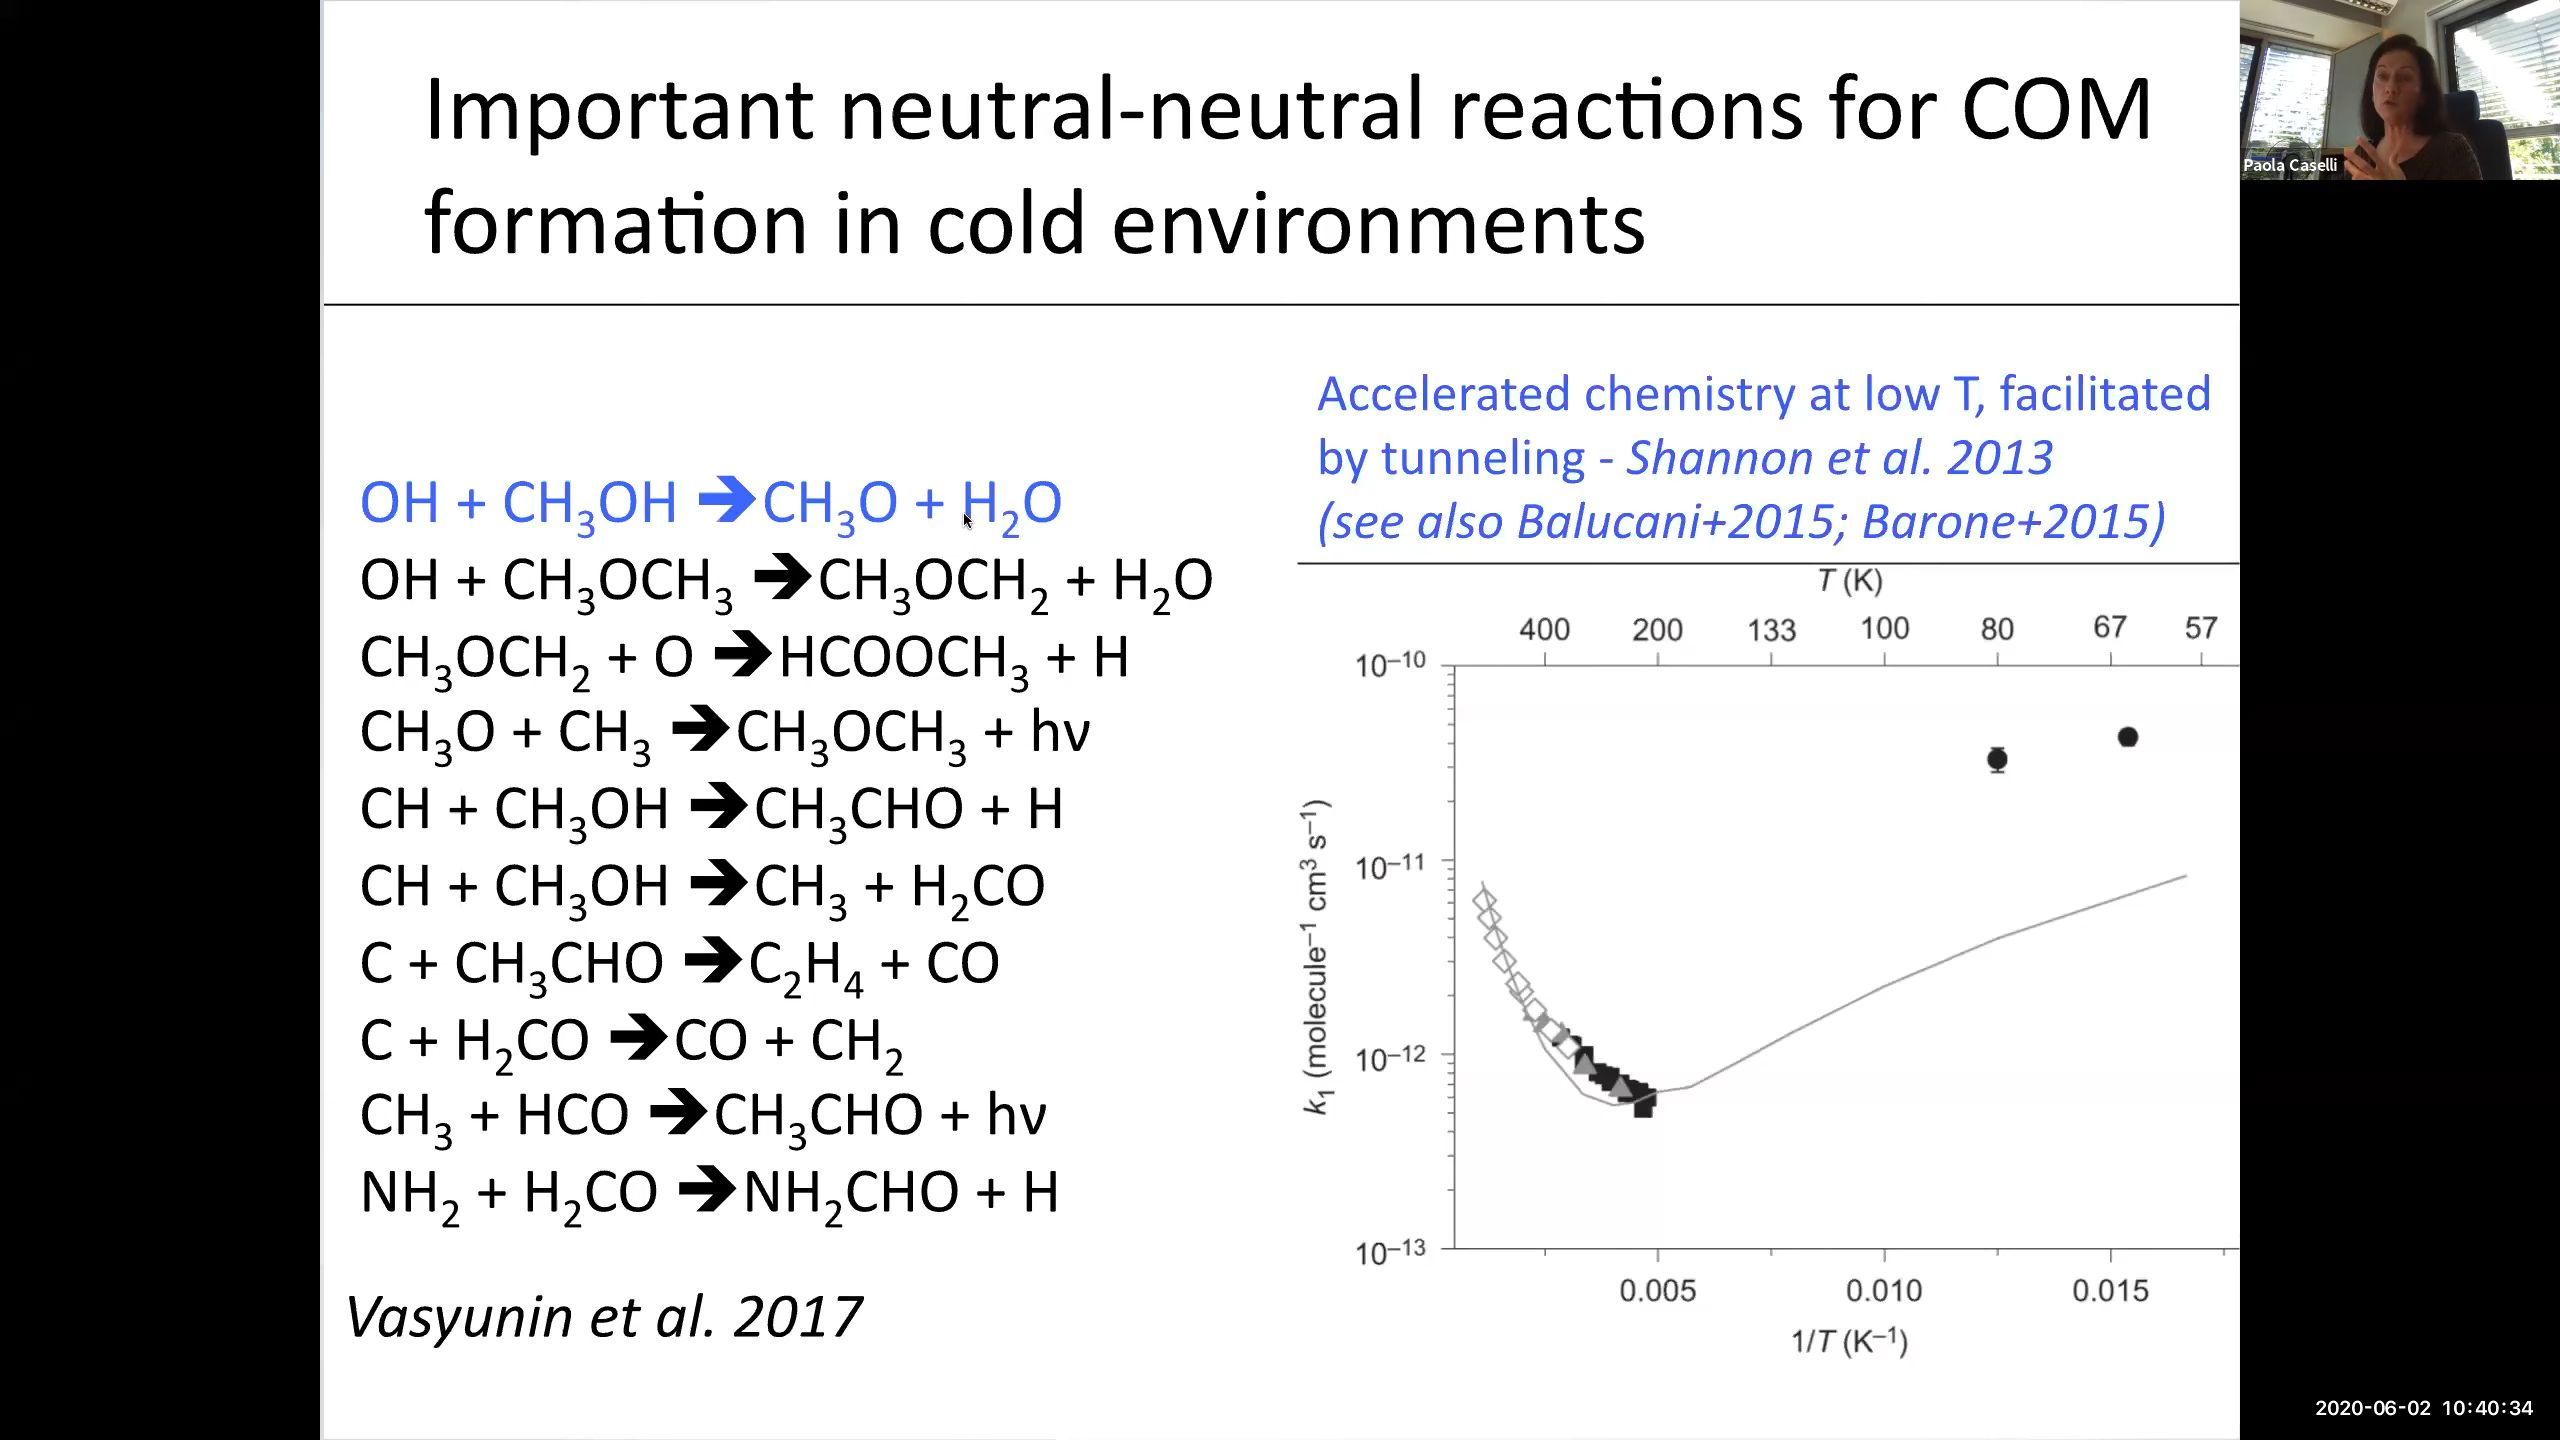 Important neutral-neutral reactions for COM
formation in cold environments
Paola Caselli
Accelerated chemistry at low T, facilitated
by tunneling - Shannon et al. 2013
(see also Balucani+2015; Barone+2015)
OH + CH₃OH ➔ CH₃O + H₂O
OH + CH₃OCH₃ ➔ CH₃OCH₂ + H₂O
CH₃OCH₂ + O ➔ HCOOCH₃ + H
CH₃O + CH₃ ➔ CH₃OCH₃ + hν
CH + CH₃OH ➔ CH₃CHO + H
CH + CH₃OH ➔ CH₃ + H₂CO
C + CH₃CHO ➔ C₂H₄ + CO
C + H₂CO ➔ CO + CH₂
CH₃ + HCO ➔ CH₃CHO + hν
NH₂ + H₂CO ➔ NH₂CHO + H
Vasyunin et al. 2017
T (K)
400 200 133 100 80 67 57
10⁻¹⁰
10⁻¹¹
10⁻¹²
10⁻¹³
k₁ (molecule⁻¹ cm³ s⁻¹)
0.005 0.010 0.015
1/T (K⁻¹)
2020-06-02 10:40:34